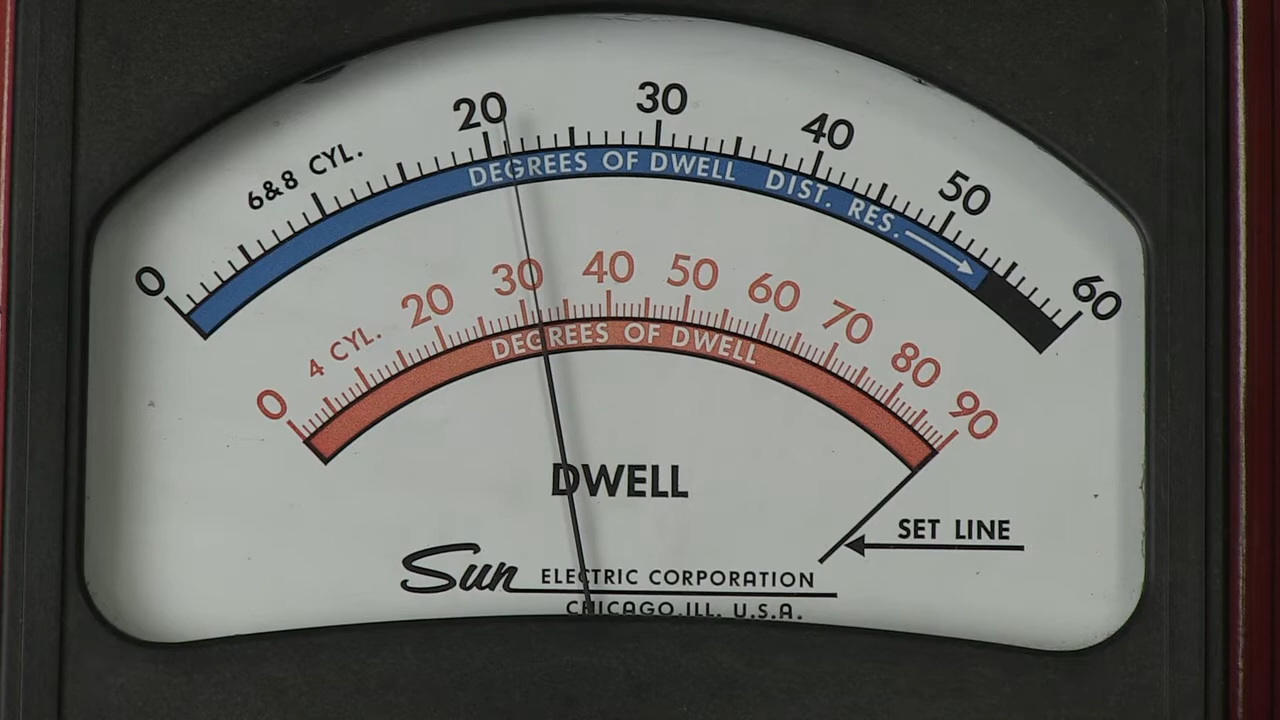 0 20 30 40 50 60
6&8 CYL.
DEGREES OF DWELL DIST. RES.
0 20 30 40 50 60 70 80 90
4 CYL.
DEGREES OF DWELL
DWELL
SET LINE
Sun ELECTRIC CORPORATION
CHICAGO, ILL. U.S.A.